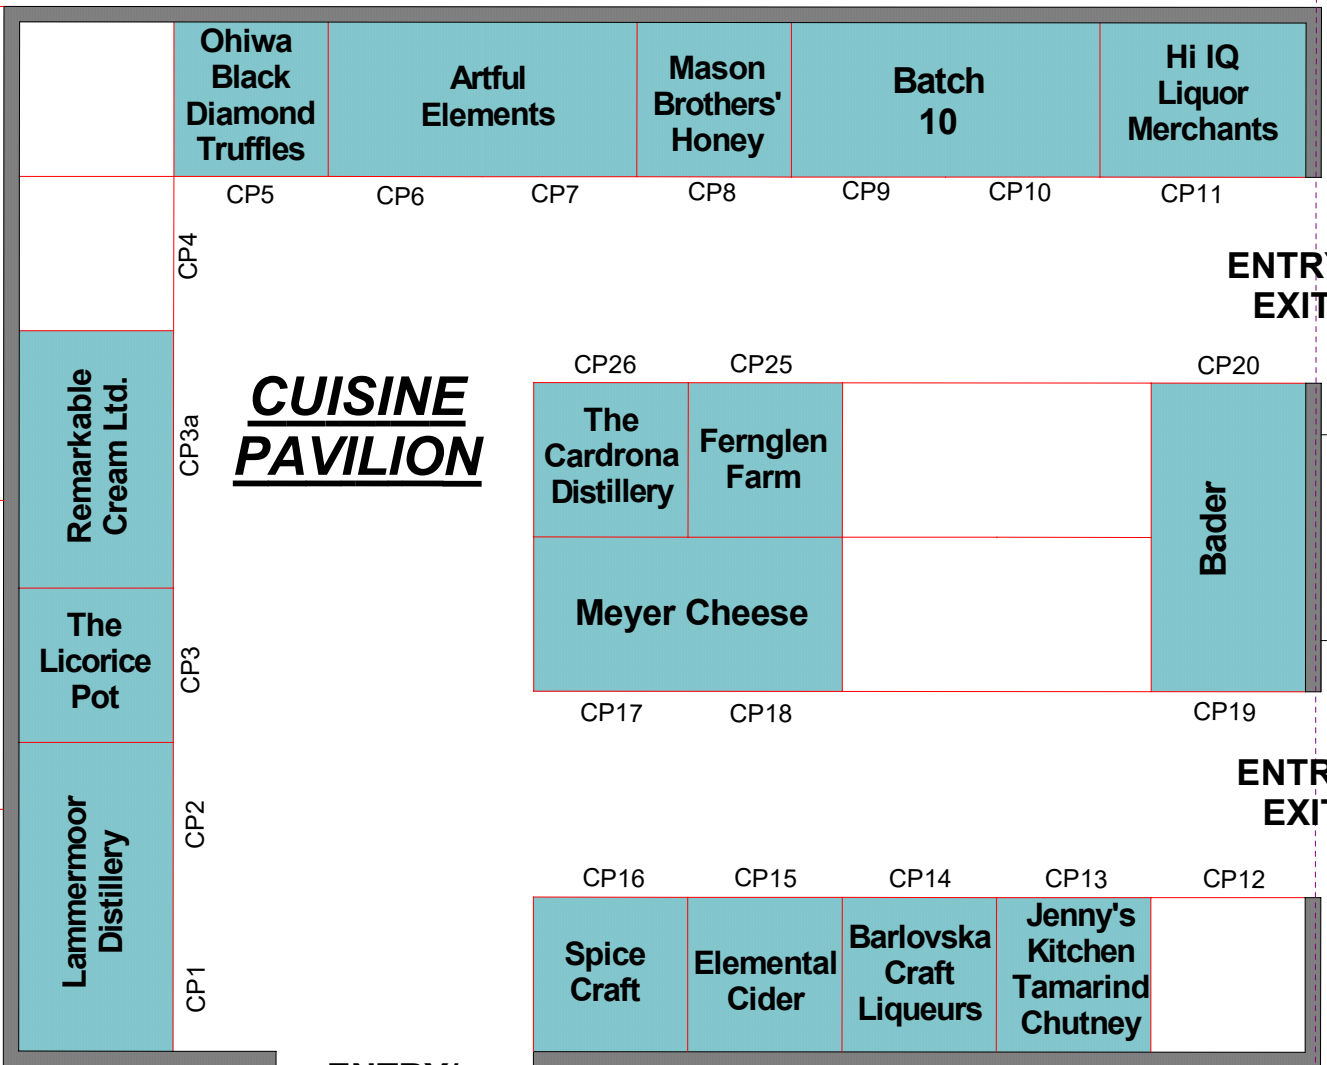 Ohiwa
Black
Diamond
Truffles
Artful
Elements
Mason
Brothers'
Honey
Batch
10
Hi IQ
Liquor
Merchants
CP5
CP6
CP7
CP8
CP9
CP10
CP11
CP4
ENTRY
EXIT
Remarkable
Cream Ltd.
CP3a
CUISINE
PAVILION
CP26
CP25
CP20
The
Cardrona
Distillery
Fernglen
Farm
Bader
Meyer Cheese
The
Licorice
Pot
CP3
CP17
CP18
CP19
ENTR
EXIT
Lammermoor
Distillery
CP2
CP1
CP16
CP15
CP14
CP13
CP12
Spice
Craft
Elemental
Cider
Barlovska
Craft
Liqueurs
Jenny's
Kitchen
Tamarind
Chutney
ENTRY/